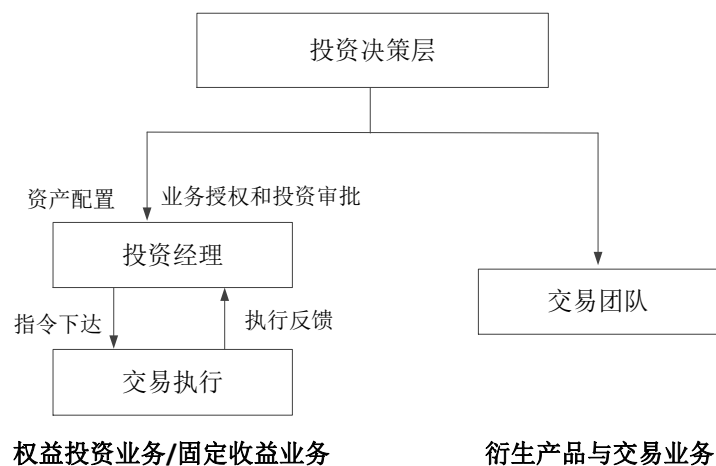 投资决策层
资产配置
业务授权和投资审批
投资经理
交易团队
指令下达
执行反馈
交易执行
权益投资业务/固定收益业务
衍生产品与交易业务